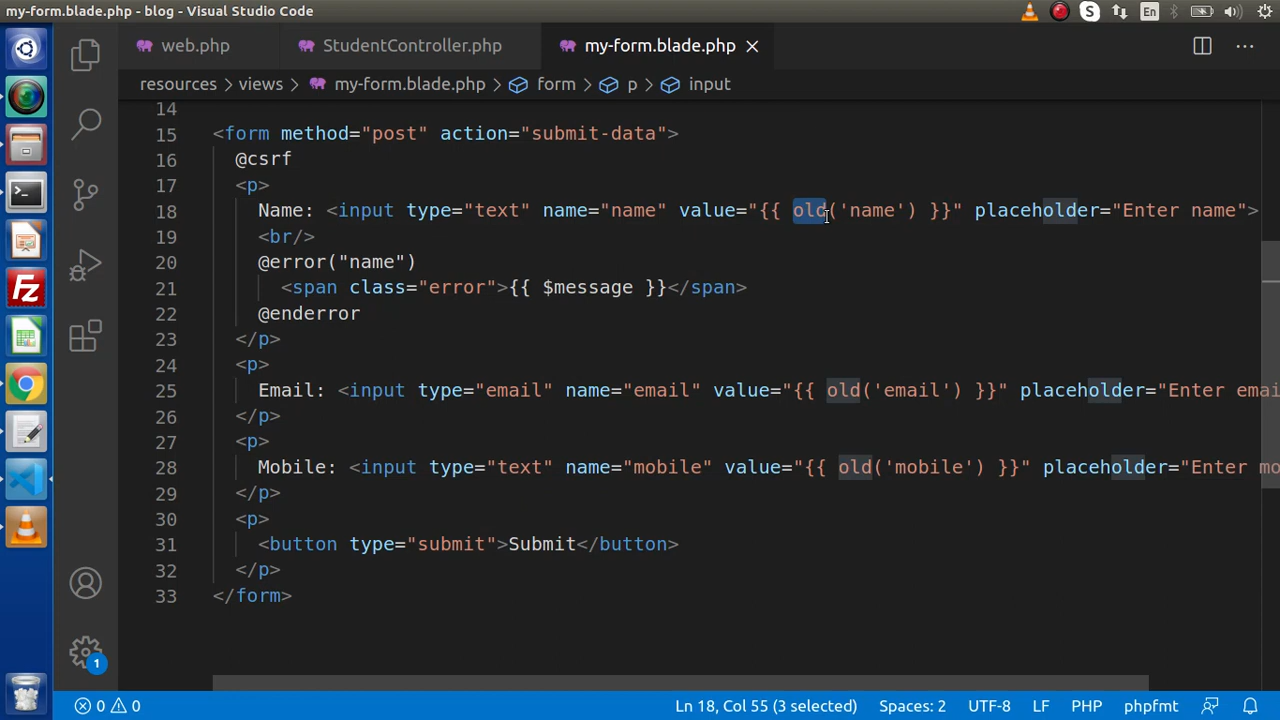 my-form.blade.php - blog - Visual Studio Code
En
web.php
StudentController.php
my-form.blade.php
resources > views > my-form.blade.php > form > p > input
14
15 <form method="post" action="submit-data">
16 @csrf
17 <p>
18 Name: <input type="text" name="name" value="{{ old('name') }}" placeholder="Enter name">
19 <br/>
20 @error("name")
21 <span class="error">{{ $message }}</span>
22 @enderror
23 </p>
24 <p>
25 Email: <input type="email" name="email" value="{{ old('email') }}" placeholder="Enter emai
26 </p>
27 <p>
28 Mobile: <input type="text" name="mobile" value="{{ old('mobile') }}" placeholder="Enter mo
29 </p>
30 <p>
31 <button type="submit">Submit</button>
32 </p>
33 </form>
1
0 0 Ln 18, Col 55 (3 selected) Spaces: 2 UTF-8 LF PHP phpfmt